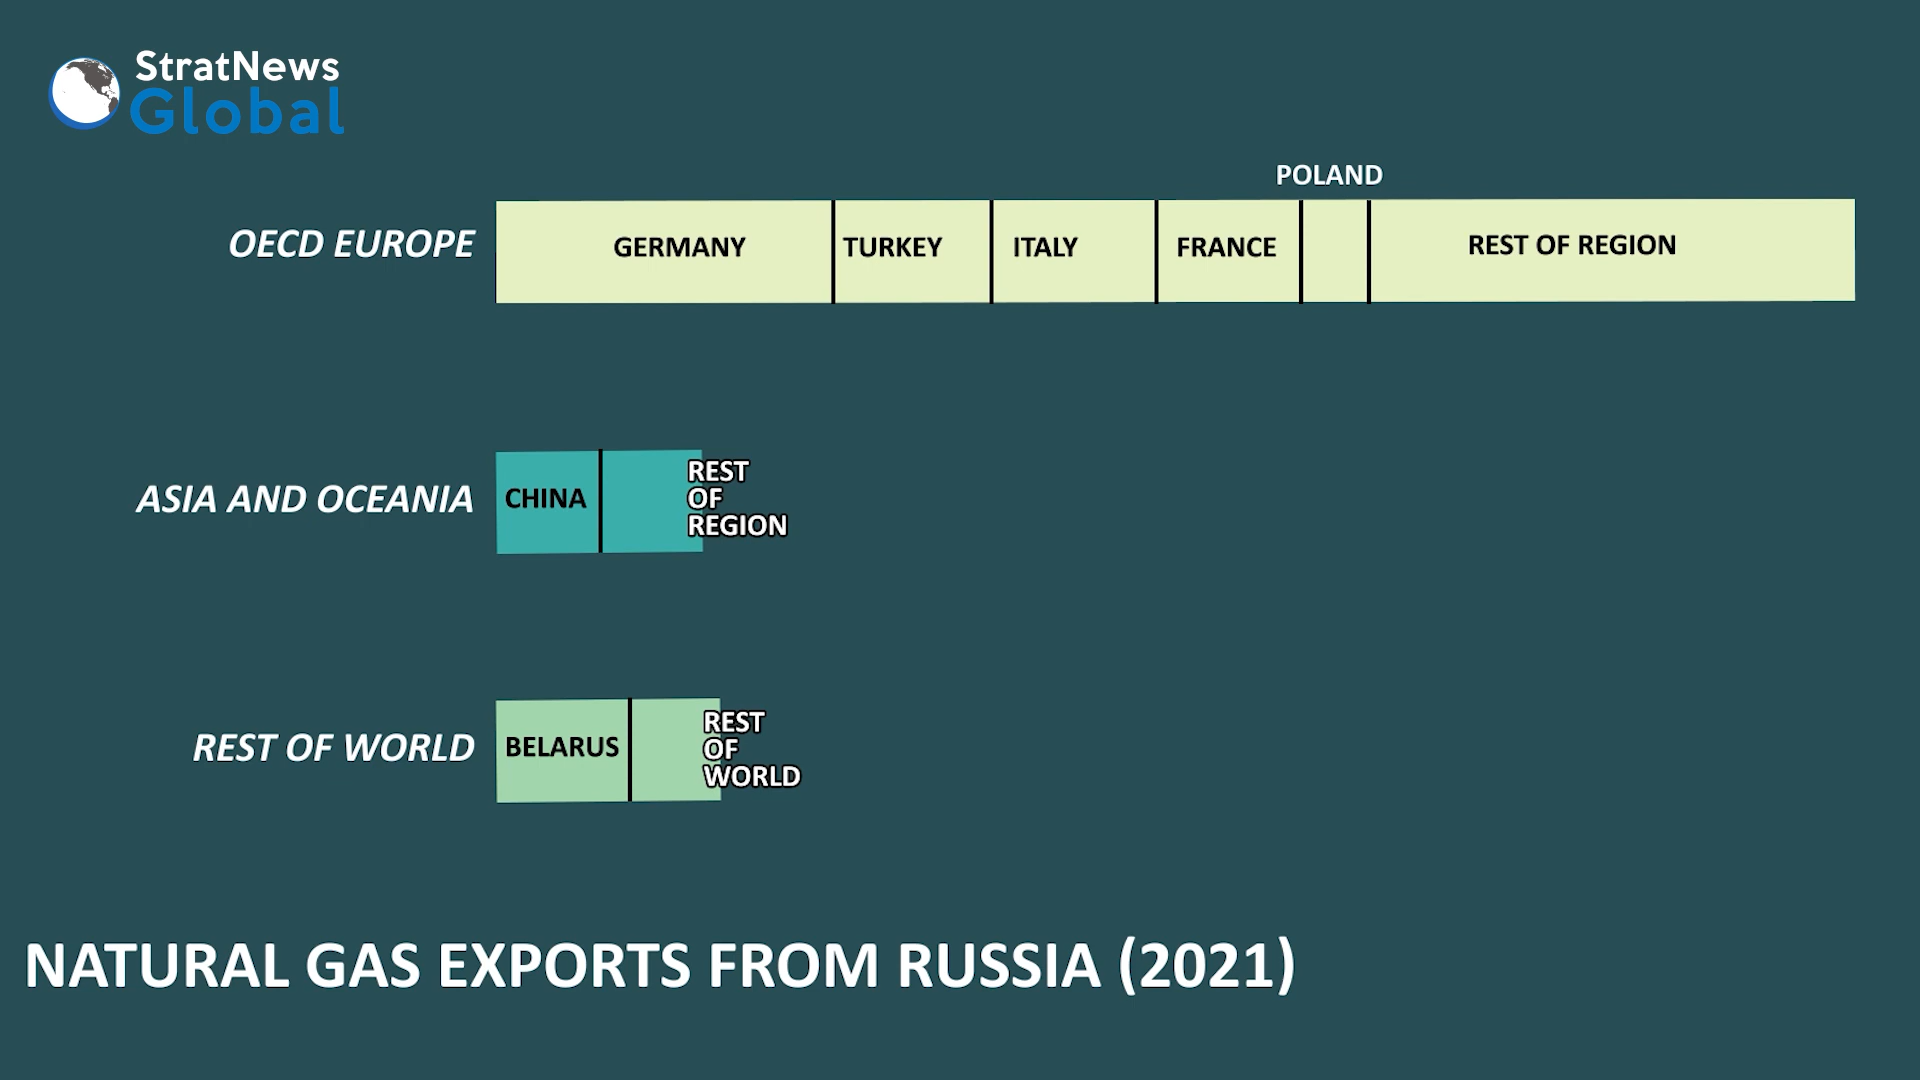 StratNews
Global
POLAND
OECD EUROPE
GERMANY
TURKEY
ITALY
FRANCE
REST OF REGION
ASIA AND OCEANIA
CHINA
REST
OF
REGION
REST OF WORLD
BELARUS
REST
OF
WORLD
NATURAL GAS EXPORTS FROM RUSSIA (2021)